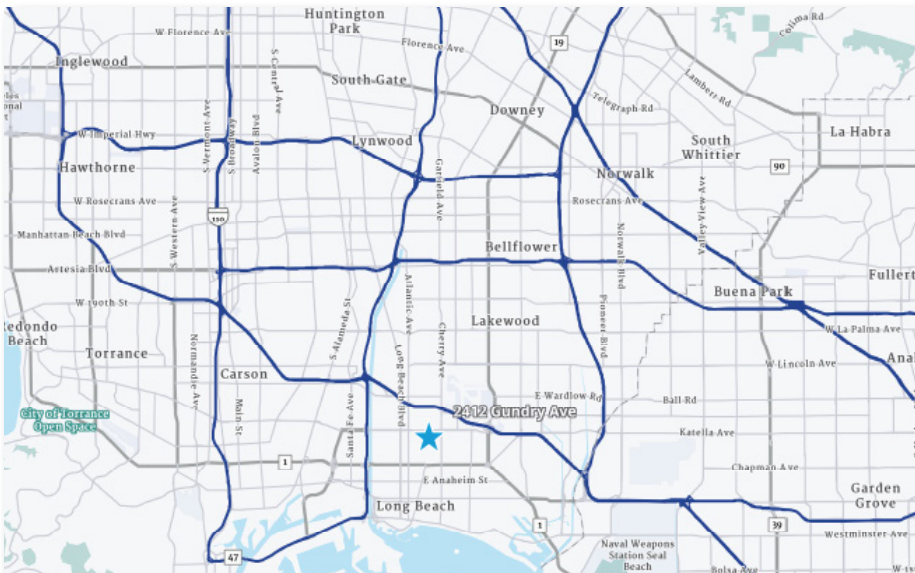 Huntington
Park
W Florence Ave
Florence Ave
Colima Rd
19
1
Inglewood
S Central Ave
South Gate
Lambert Rd
Telegraph Rd
Downey
S Vermont Ave
S Broadway
Avalon Blvd
W Imperial Hwy
Lynwood
South
Whittier
La Habra
Hawthorne
Garfield Ave
Norwalk
90
Valley View Ave
W Rosecrans Ave
Rosecrans Ave
110
S Western Ave
Manhattan Beach Blvd
Bellflower
Norwalk Blvd
Artesia Blvd
Fullert
Buena Park
W 190th St
Atlantic Ave
Pioneer Blvd
Redondo
Beach
S Alameda St
Lakewood
W La Palma Ave
Torrance
Normandie Ave
Cherry Ave
Long Beach Blvd
W Lincoln Ave
Ana
Carson
Main St
Santa Fe Ave
E Wardlow Rd
Ball Rd
City of Torrance
Open Space
2412 Gundry Ave
Katella Ave
1
Chapman Ave
E Anaheim St
Long Beach
Garden
Grove
1
39
Westminster Ave
47
Naval Weapons
Station Seal
Beach
Bolsa Ave